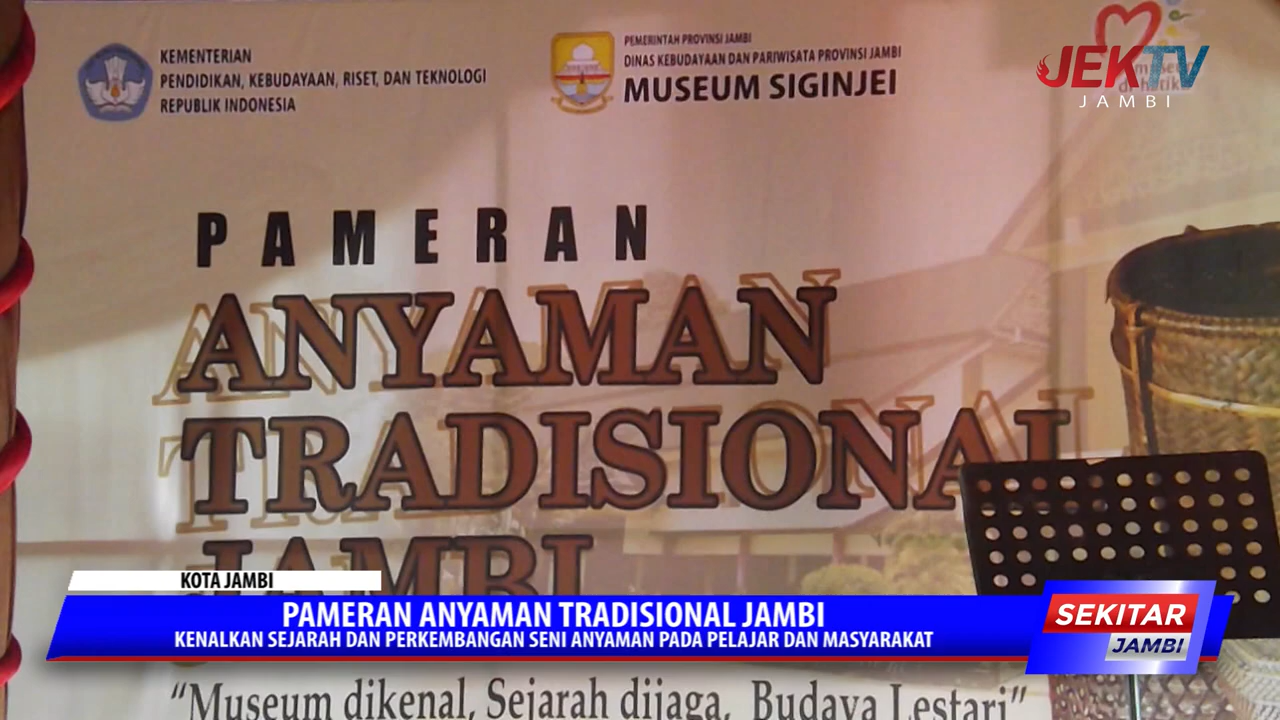 KEMENTERIAN
PENDIDIKAN, KEBUDAYAAN, RISET, DAN TEKNOLOGI
REPUBLIK INDONESIA
PEMERINTAH PROVINSI JAMBI
DINAS KEBUDAYAAN DAN PARIWISATA PROVINSI JAMBI
MUSEUM SIGINJEI
JEKTV
JAMBI
PAMERAN
ANYAMAN
TRADISIONAL
JAMBI
KOTA JAMBI
PAMERAN ANYAMAN TRADISIONAL JAMBI
KENALKAN SEJARAH DAN PERKEMBANGAN SENI ANYAMAN PADA PELAJAR DAN MASYARAKAT
SEKITAR
JAMBI
"Museum dikenal, Sejarah dijaga, Budaya Lestari"